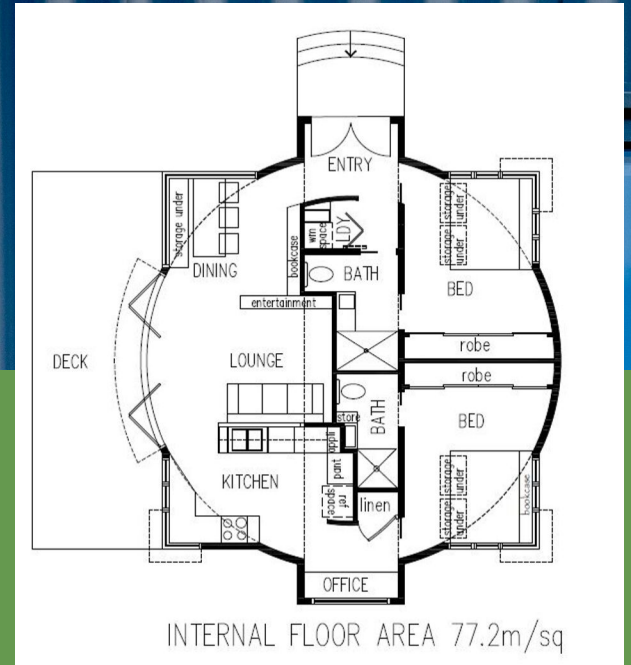 ENTRY
storage under
DINING
bookcase
wm space
LDY
BATH
storage under
storage under
BED
entertainment
robe
DECK
LOUNGE
robe
store
BATH
BED
appli
KITCHEN
pant
ref space
linen
storage under
storage under
bookcase
OFFICE
INTERNAL FLOOR AREA 77.2m/sq